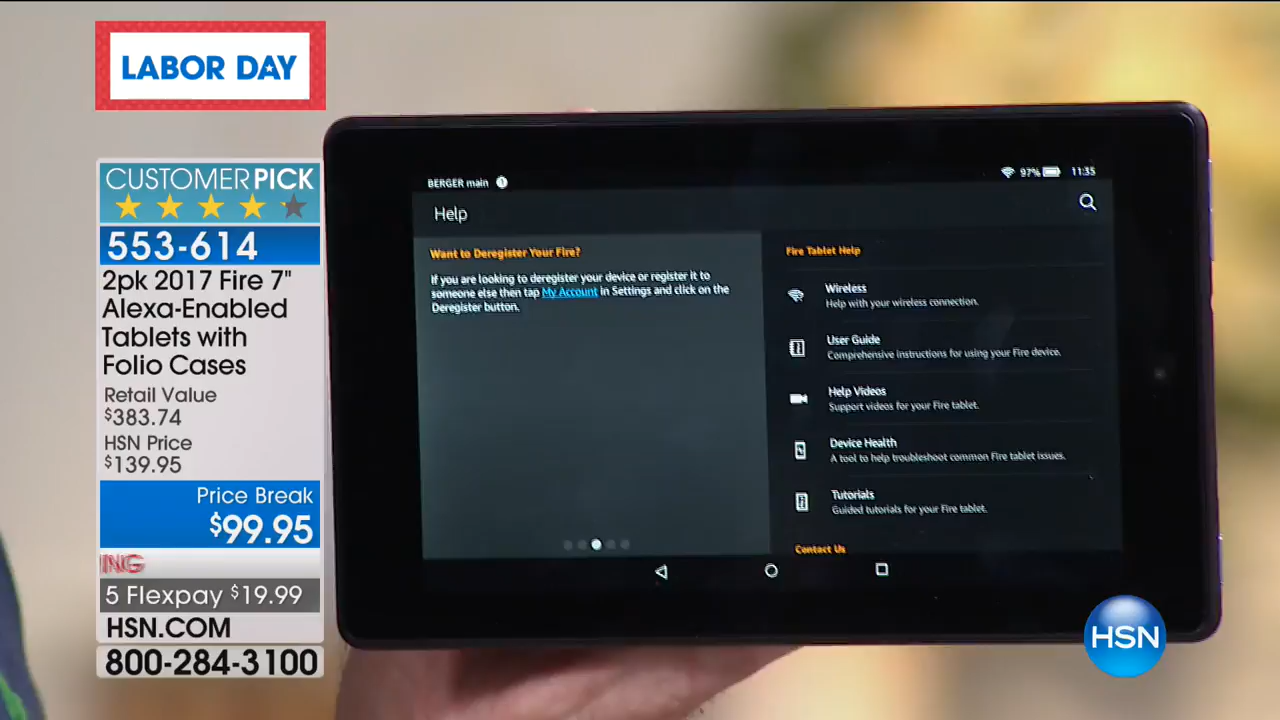 LABOR DAY
CUSTOMER PICK
553-614
2pk 2017 Fire 7"
Alexa-Enabled
Tablets with
Folio Cases
Retail Value
$383.74
HSN Price
$139.95
Price Break
$99.95
ING
5 Flexpay $19.99
HSN.COM
800-284-3100
BERGER main 1
97% 11:35
Help
Want to Deregister Your Fire?
If you are looking to deregister your device or register it to
someone else then tap My Account in Settings and click on the
Deregister button.
Fire Tablet Help
Wireless
Help with your wireless connection.
User Guide
Comprehensive instructions for using your Fire device.
Help Videos
Support videos for your Fire tablet.
Device Health
A tool to help troubleshoot common Fire tablet issues.
Tutorials
Guided tutorials for your Fire tablet.
Contact Us
HSN